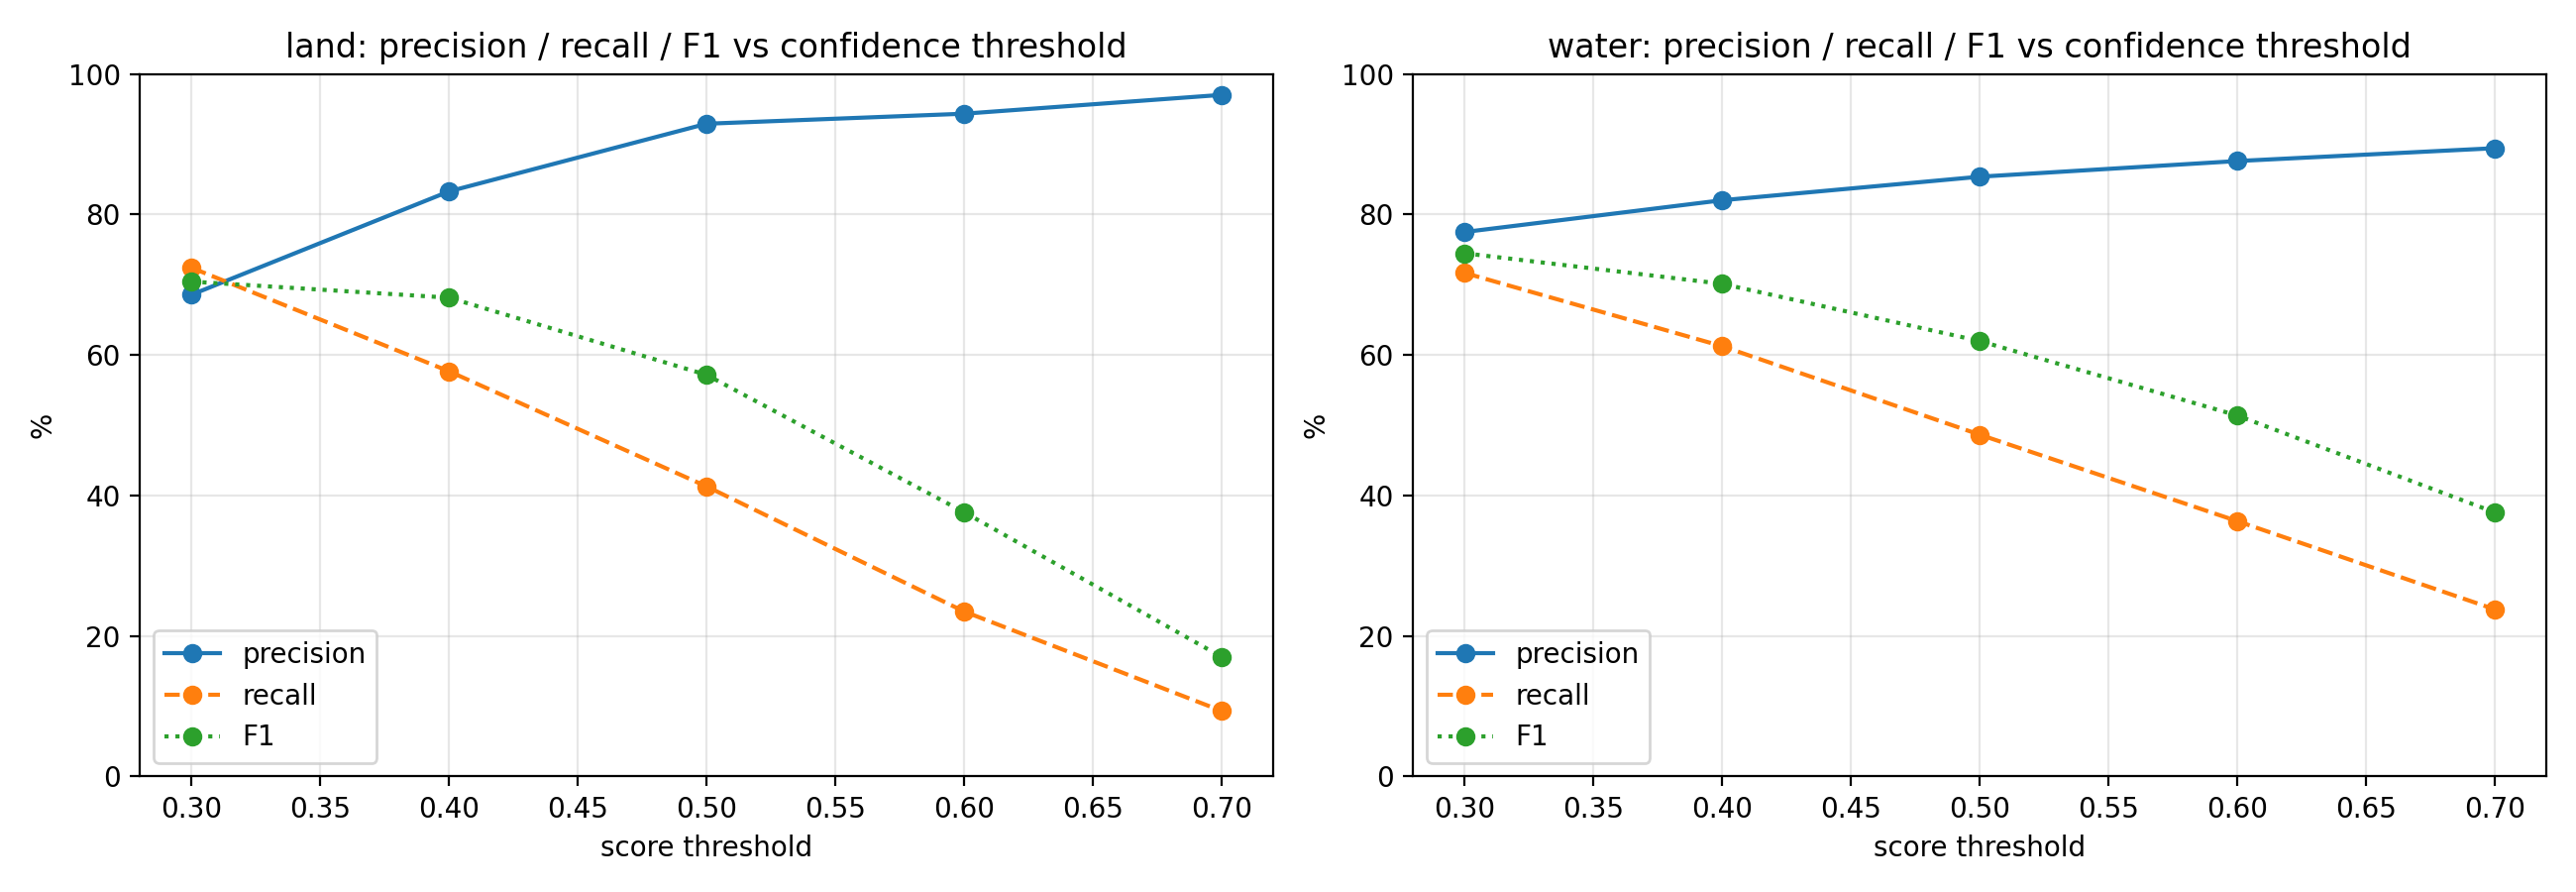 land: precision / recall / F1 vs confidence threshold
100
80
60
40
20
0
%
precision
recall
F1
0.30 0.35 0.40 0.45 0.50 0.55 0.60 0.65 0.70
score threshold
water: precision / recall / F1 vs confidence threshold
100
80
60
40
20
0
%
precision
recall
F1
0.30 0.35 0.40 0.45 0.50 0.55 0.60 0.65 0.70
score threshold